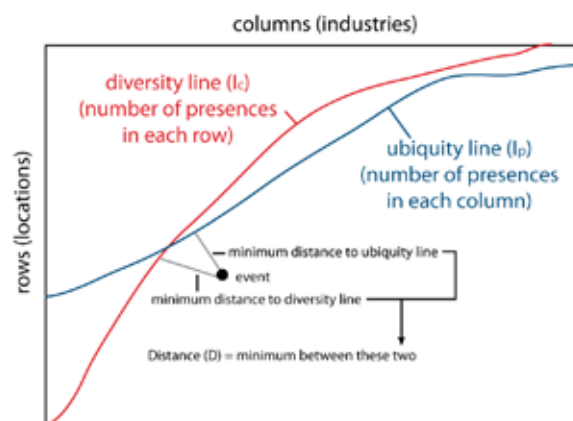 columns (industries)
diversity line (Ic)
(number of presences
in each row)
ubiquity line (Ip)
(number of presences
in each column)
rows (locations)
minimum distance to ubiquity line
event
minimum distance to diversity line
Distance (D) = minimum between these two